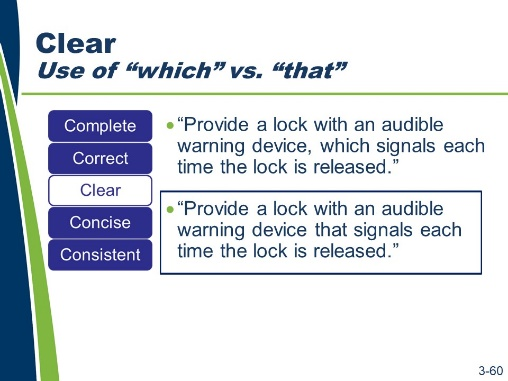 Clear
Use of “which” vs. “that”
Complete
Correct
Clear
Concise
Consistent
• “Provide a lock with an audible
warning device, which signals each
time the lock is released.”
• “Provide a lock with an audible
warning device that signals each
time the lock is released.”
3-60